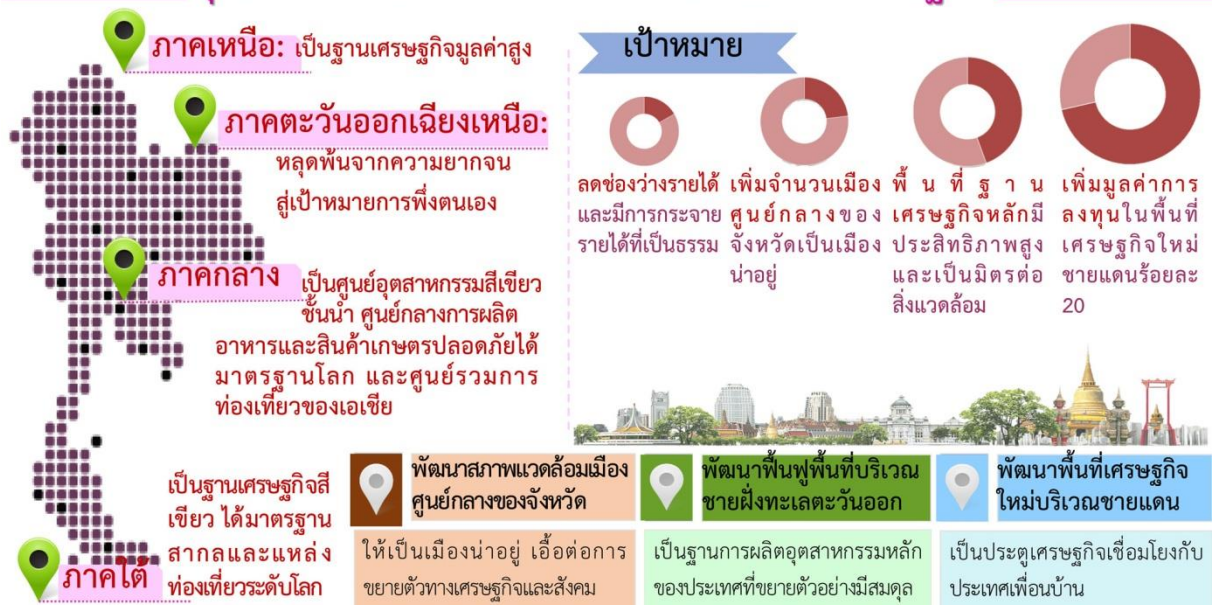 ภาคเหนือ: เป็นฐานเศรษฐกิจมูลค่าสูง
ภาคตะวันออกเฉียงเหนือ:
หลุดพ้นจากความยากจน
สู่เป้าหมายการพึ่งตนเอง
ภาคกลาง
เป็นศูนย์อุตสาหกรรมสีเขียว
ชั้นนำ ศูนย์กลางการผลิต
อาหารและสินค้าเกษตรปลอดภัยได้
มาตรฐานโลก และศูนย์รวมการ
ท่องเที่ยวของเอเชีย
เป็นฐานเศรษฐกิจสี
เขียว ได้มาตรฐาน
สากลและแหล่ง
ภาคใต้ ท่องเที่ยวระดับโลก
เป้าหมาย
ลดช่องว่างรายได้
และมีการกระจาย
รายได้ที่เป็นธรรม
เพิ่มจำนวนเมือง
ศูนย์กลางของ
จังหวัดเป็นเมือง
น่าอยู่
พื้นที่ฐาน
เศรษฐกิจหลักมี
ประสิทธิภาพสูง
และเป็นมิตรต่อ
สิ่งแวดล้อม
เพิ่มมูลค่าการ
ลงทุนในพื้นที่
เศรษฐกิจใหม่
ชายแดนร้อยละ
20
พัฒนาสภาพแวดล้อมเมือง
ศูนย์กลางของจังหวัด
ให้เป็นเมืองน่าอยู่ เอื้อต่อการ
ขยายตัวทางเศรษฐกิจและสังคม
พัฒนาฟื้นฟูพื้นที่บริเวณ
ชายฝั่งทะเลตะวันออก
เป็นฐานการผลิตอุตสาหกรรมหลัก
ของประเทศที่ขยายตัวอย่างมีสมดุล
พัฒนาพื้นที่เศรษฐกิจ
ใหม่บริเวณชายแดน
เป็นประตูเศรษฐกิจเชื่อมโยงกับ
ประเทศเพื่อนบ้าน